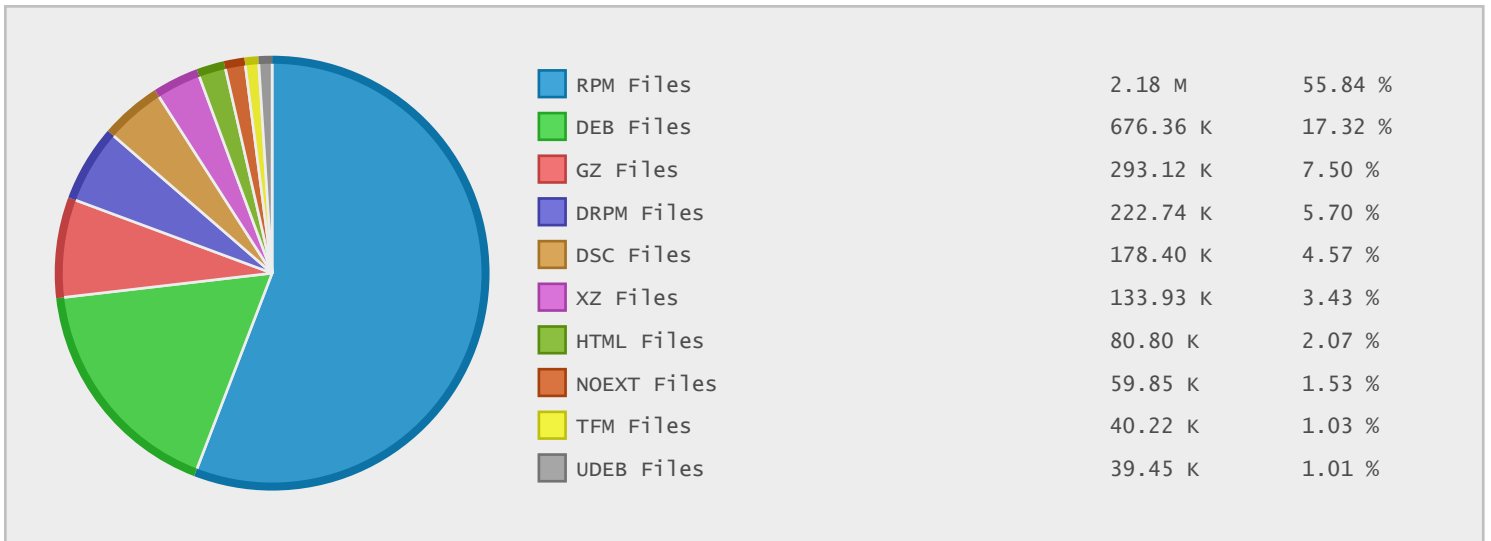 RPM Files 2.18 M 55.84 %
DEB Files 676.36 K 17.32 %
GZ Files 293.12 K 7.50 %
DRPM Files 222.74 K 5.70 %
DSC Files 178.40 K 4.57 %
XZ Files 133.93 K 3.43 %
HTML Files 80.80 K 2.07 %
NOEXT Files 59.85 K 1.53 %
TFM Files 40.22 K 1.03 %
UDEB Files 39.45 K 1.01 %